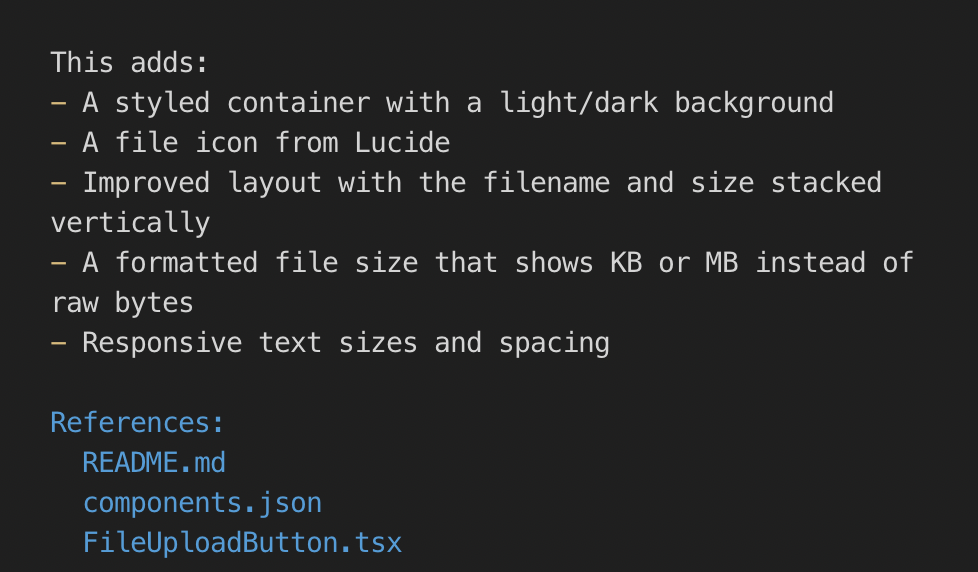 This adds:
- A styled container with a light/dark background
- A file icon from Lucide
- Improved layout with the filename and size stacked
vertically
- A formatted file size that shows KB or MB instead of
raw bytes
- Responsive text sizes and spacing
References:
README.md
components.json
FileUploadButton.tsx